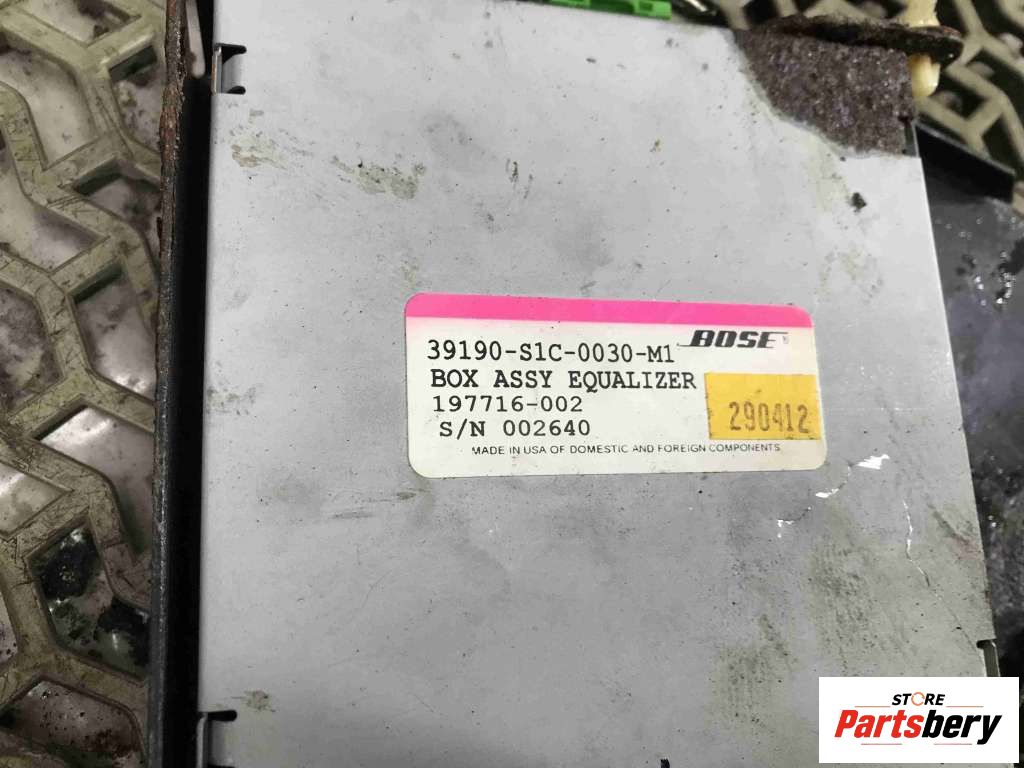 39190-S1C-0030-M1 BOSE
BOX ASSY EQUALIZER
197716-002
290412
S/N 002640
MADE IN USA OF DOMESTIC AND FOREIGN COMPONENTS
STORE
Partsbery